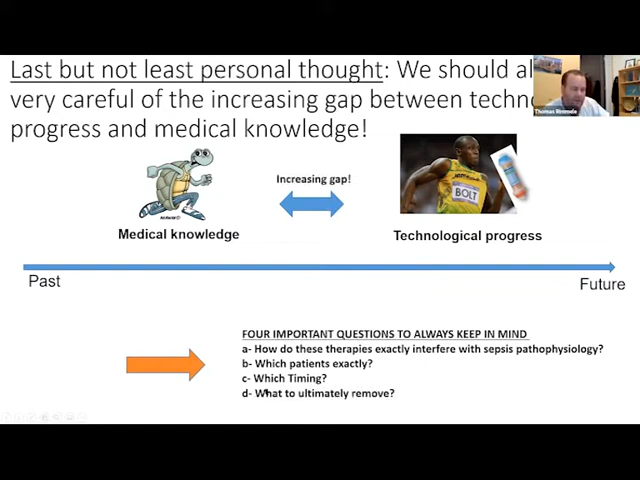 Last but not least personal thought: We should al
very careful of the increasing gap between techno
progress and medical knowledge!
Thomas Rimmele
Increasing gap!
BOLT
Medical knowledge
Technological progress
Past
Future
FOUR IMPORTANT QUESTIONS TO ALWAYS KEEP IN MIND
a- How do these therapies exactly interfere with sepsis pathophysiology?
b- Which patients exactly?
c- Which Timing?
d- What to ultimately remove?